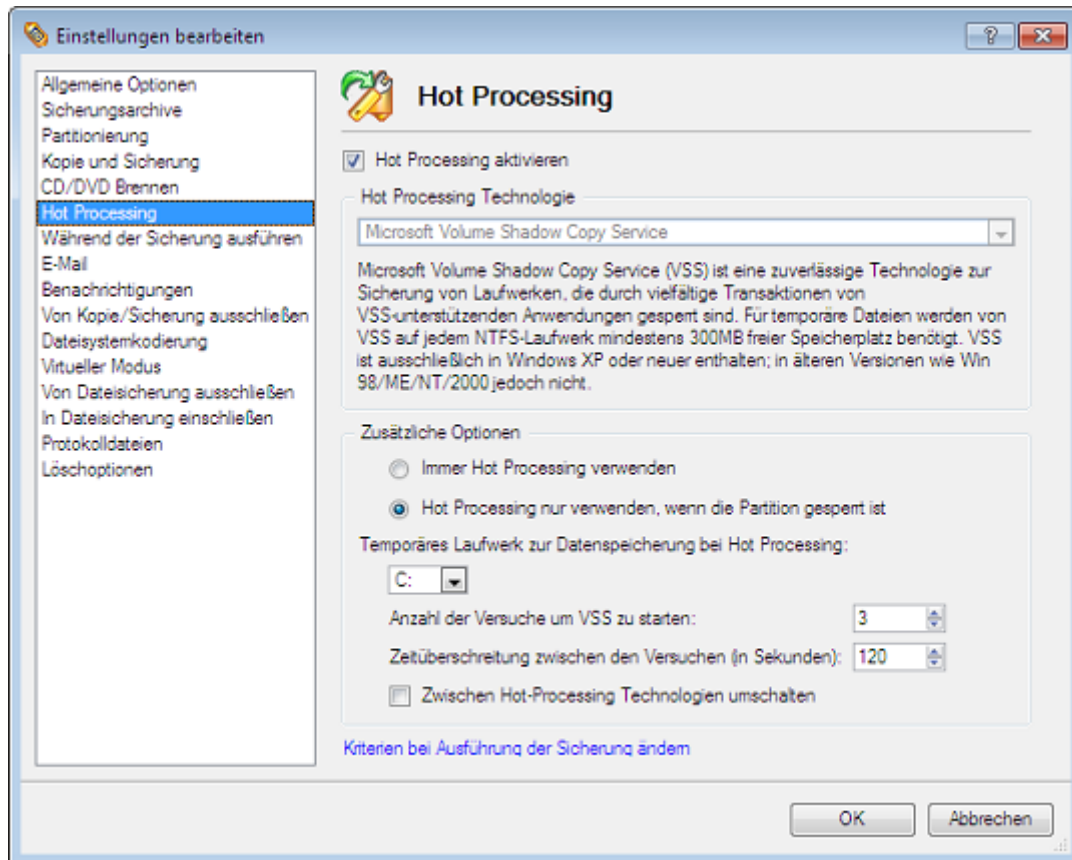 Einstellungen bearbeiten
Allgemeine Optionen
Sicherungsarchive
Partitionierung
Kopie und Sicherung
CD/DVD Brennen
Hot Processing
Während der Sicherung ausführen
E-Mail
Benachrichtigungen
Von Kopie/Sicherung ausschließen
Dateisystemkodierung
Virtueller Modus
Von Dateisicherung ausschließen
In Dateisicherung einschließen
Protokolldateien
Löschoptionen
Hot Processing
Hot Processing aktivieren
Hot Processing Technologie
Microsoft Volume Shadow Copy Service
Microsoft Volume Shadow Copy Service (VSS) ist eine zuverlässige Technologie zur
Sicherung von Laufwerken, die durch vielfältige Transaktionen von
VSS-unterstützenden Anwendungen gesperrt sind. Für temporäre Dateien werden von
VSS auf jedem NTFS-Laufwerk mindestens 300MB freier Speicherplatz benötigt. VSS
ist ausschließlich in Windows XP oder neuer enthalten; in älteren Versionen wie Win
98/ME/NT/2000 jedoch nicht.
Zusätzliche Optionen
Immer Hot Processing verwenden
Hot Processing nur verwenden, wenn die Partition gesperrt ist
Temporäres Laufwerk zur Datenspeicherung bei Hot Processing:
C:
Anzahl der Versuche um VSS zu starten: 3
Zeitüberschreitung zwischen den Versuchen (in Sekunden): 120
Zwischen Hot-Processing Technologien umschalten
Kriterien bei Ausführung der Sicherung ändern
OK Abbrechen